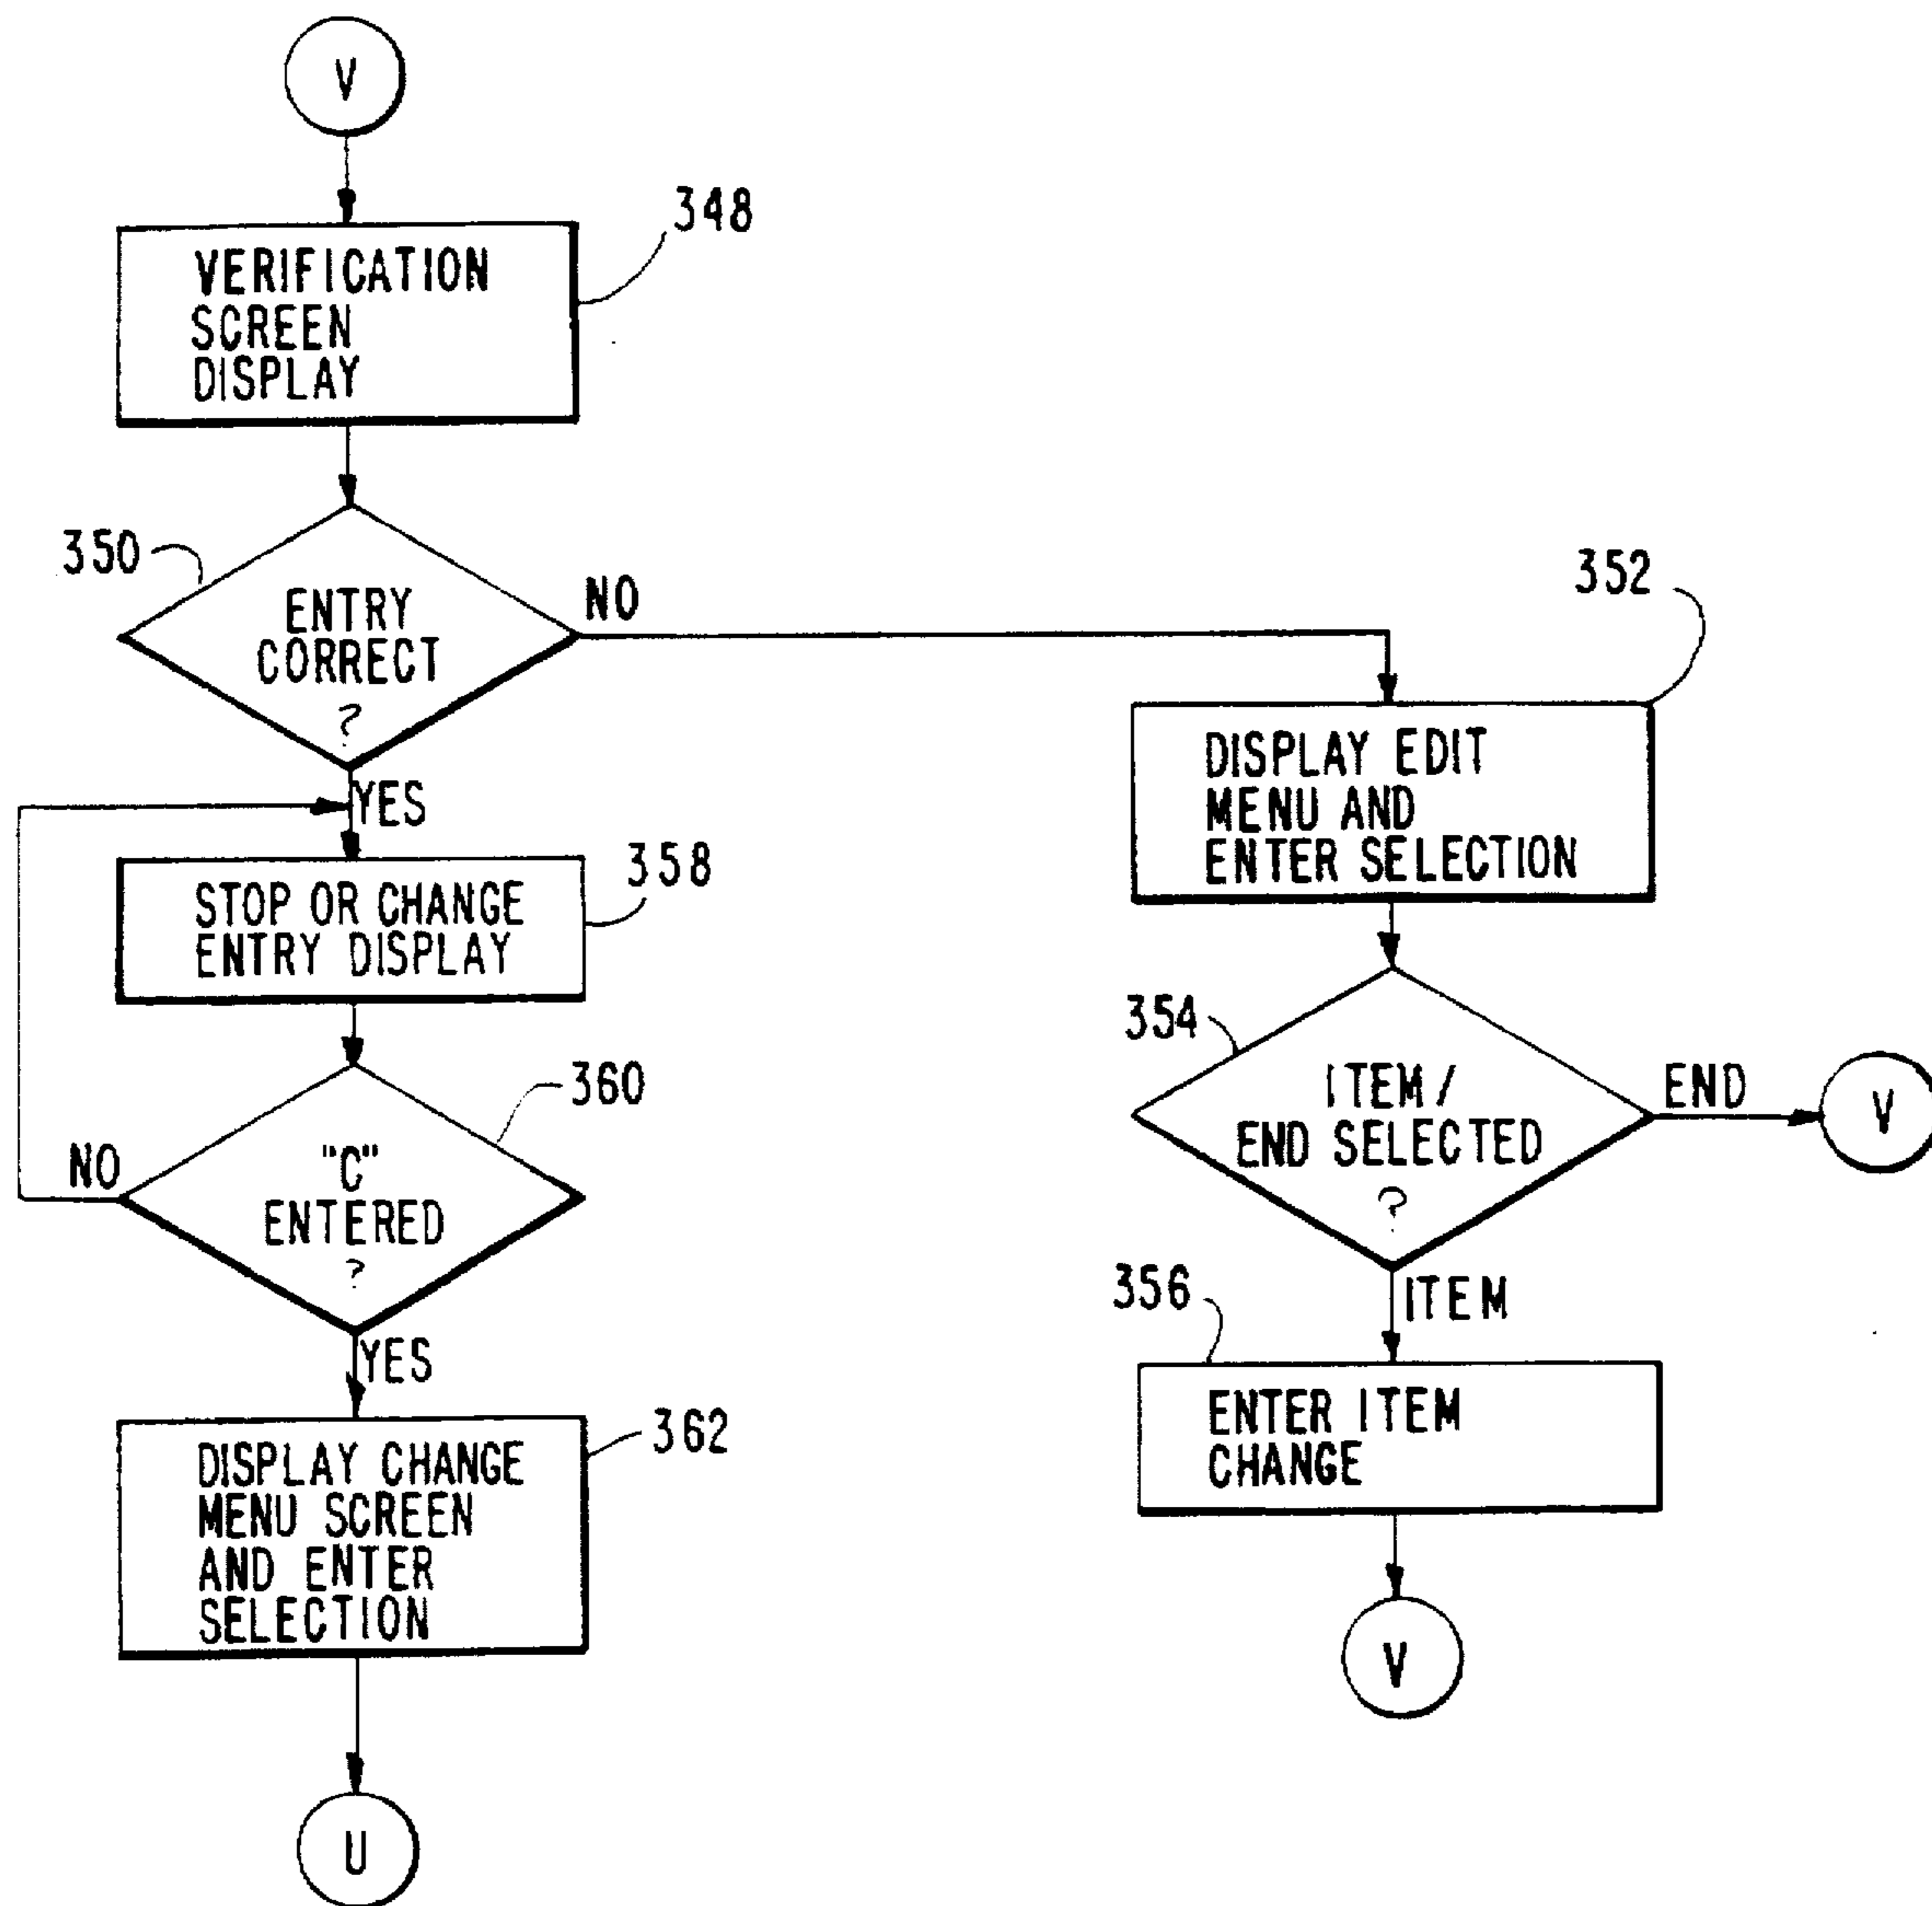 V
348
VERIFICATION
SCREEN
DISPLAY
350
ENTRY
CORRECT
?
NO
YES
358
STOP OR CHANGE
ENTRY DISPLAY
360
"C"
ENTERED
?
NO
YES
362
DISPLAY CHANGE
MENU SCREEN
AND ENTER
SELECTION
U
352
DISPLAY EDIT
MENU AND
ENTER SELECTION
354
ITEM/
END SELECTED
?
END
V
ITEM
356
ENTER ITEM
CHANGE
V